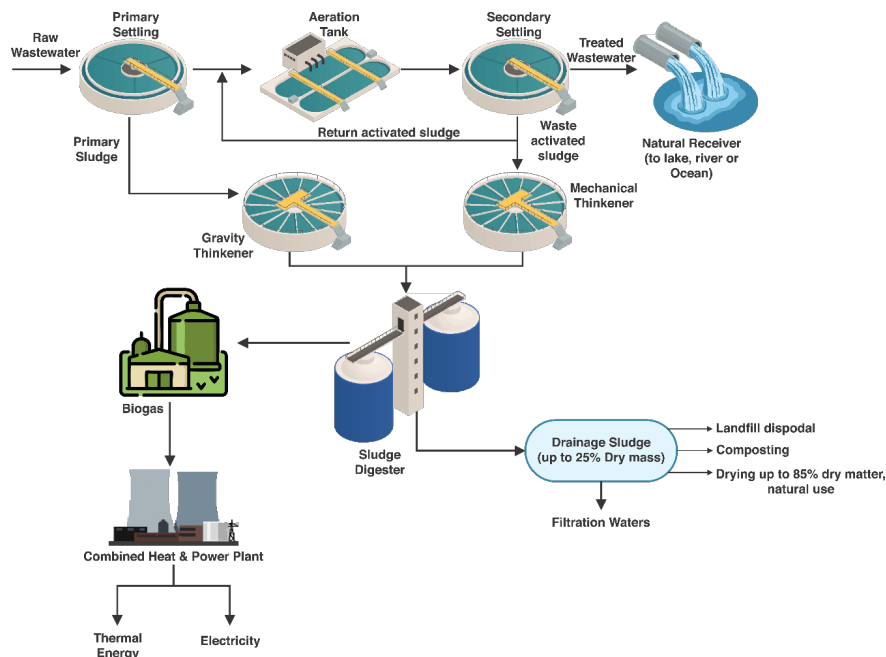 Raw
Wastewater
Primary
Settling
Aeration
Tank
Secondary
Settling
Treated
Wastewater
Return activated sludge
Waste
activated
sludge
Natural Receiver
(to lake, river or
Ocean)
Primary
Sludge
Gravity
Thinkener
Mechanical
Thinkener
Biogas
Sludge
Digester
Drainage Sludge
(up to 25% Dry mass)
Landfill dispodal
Composting
Drying up to 85% dry matter,
natural use
Filtration Waters
Combined Heat & Power Plant
Thermal
Energy
Electricity